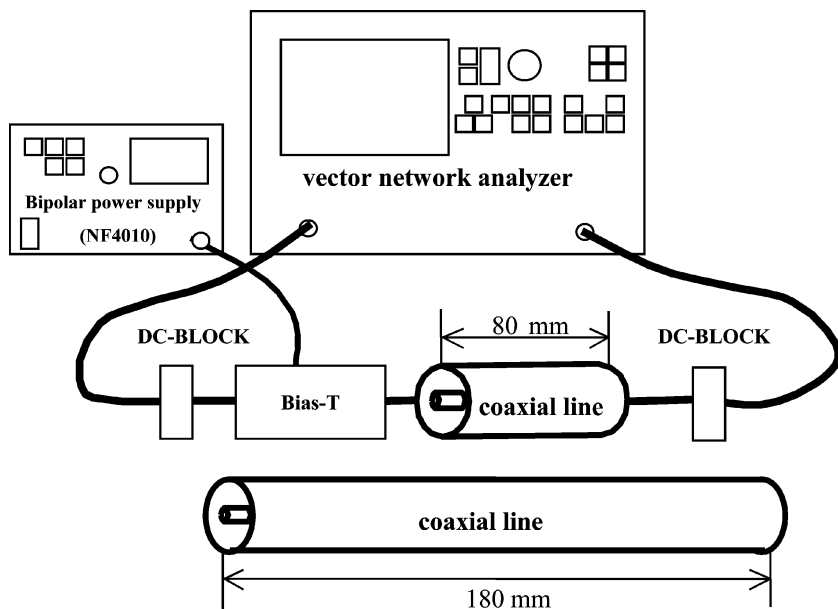 vector network analyzer
Bipolar power supply
(NF4010)
DC-BLOCK
80 mm
DC-BLOCK
Bias-T
coaxial line
coaxial line
180 mm